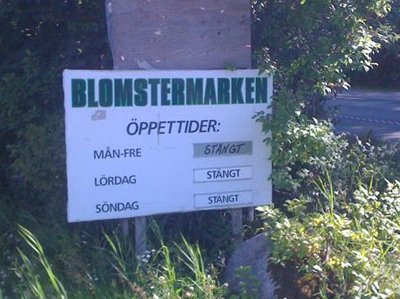 BLOMSTERMARKEN
ÖPPETTIDER:
MÅN-FRE STÄNGT
LÖRDAG STÄNGT
SÖNDAG STÄNGT